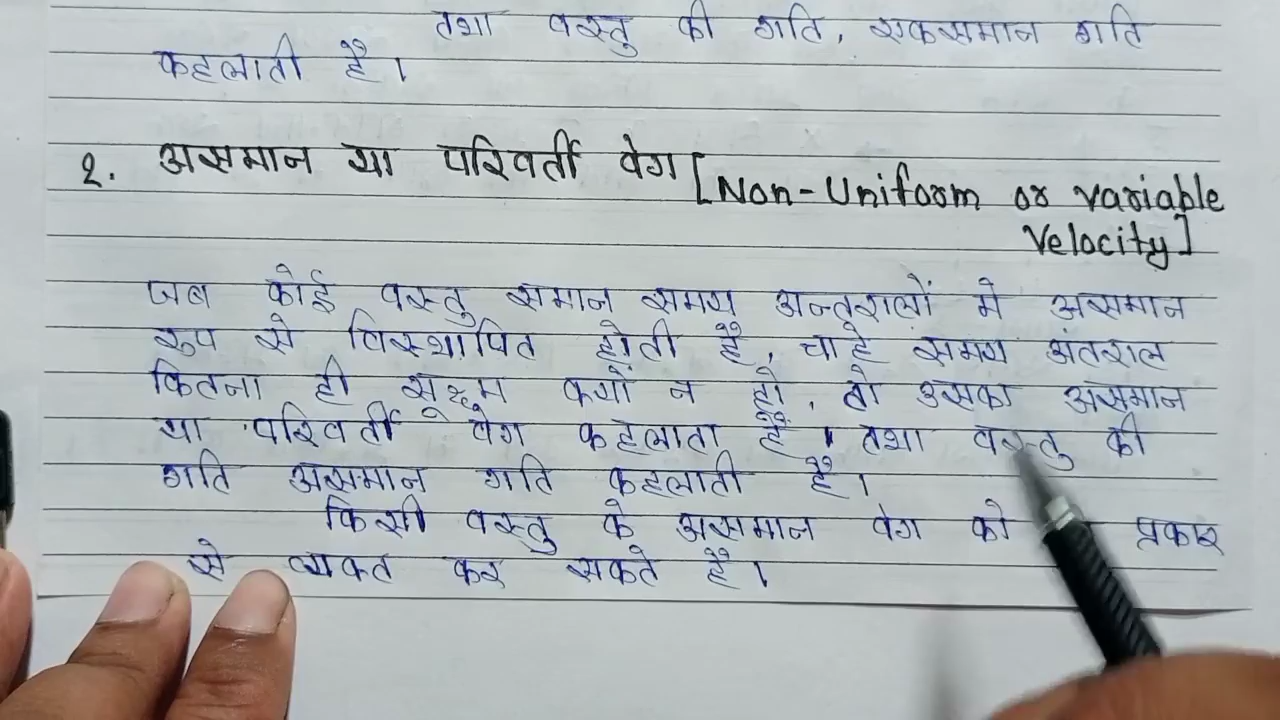 तथा वस्तु की गति, एकसमान गति
कहलाती है।
2. असमान या परिवर्ती वेग [Non-Uniform or variable
Velocity]
जब कोई वस्तु समान समय अन्तरालों मे असमान
रुप से विस्थापित होती है, चाहे समय अंतराल
कितना ही सूक्ष्म क्यों न हो, तो उसका असमान
या परिवर्ती वेग कहलाता है। तथा वस्तु की
गति असमान गति कहलाती है।
किसी वस्तु के असमान वेग को प्रकार
से व्यक्त कर सकते है।